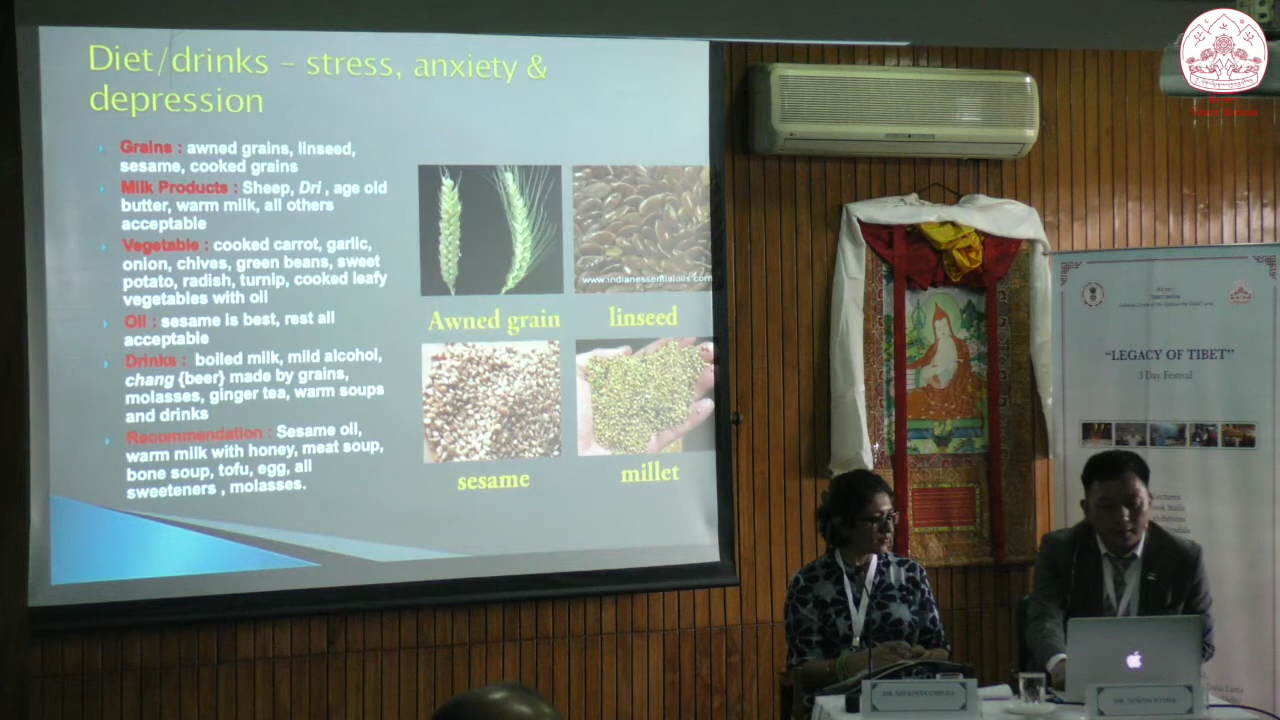 Diet/drinks – stress, anxiety &
depression
Grains : awned grains, linseed,
sesame, cooked grains
Milk Products : Sheep, Dri , age old
butter, warm milk, all others
acceptable
Vegetable : cooked carrot, garlic,
onion, chives, green beans, sweet
potato, radish, turnip, cooked leafy
vegetables with oil
Oil : sesame is best, rest all
acceptable
Drinks : boiled milk, mild alcohol,
chang {beer} made by grains,
molasses, ginger tea, warm soups
and drinks
Recommendation : Sesame oil,
warm milk with honey, meat soup,
bone soup, tofu, egg, all
sweeteners , molasses.
www.indianessentialoils.com
Awned grain
linseed
sesame
millet
TIBET HOUSE
"LEGACY OF TIBET"
3 Day Festival
Lectures
Book Stalls